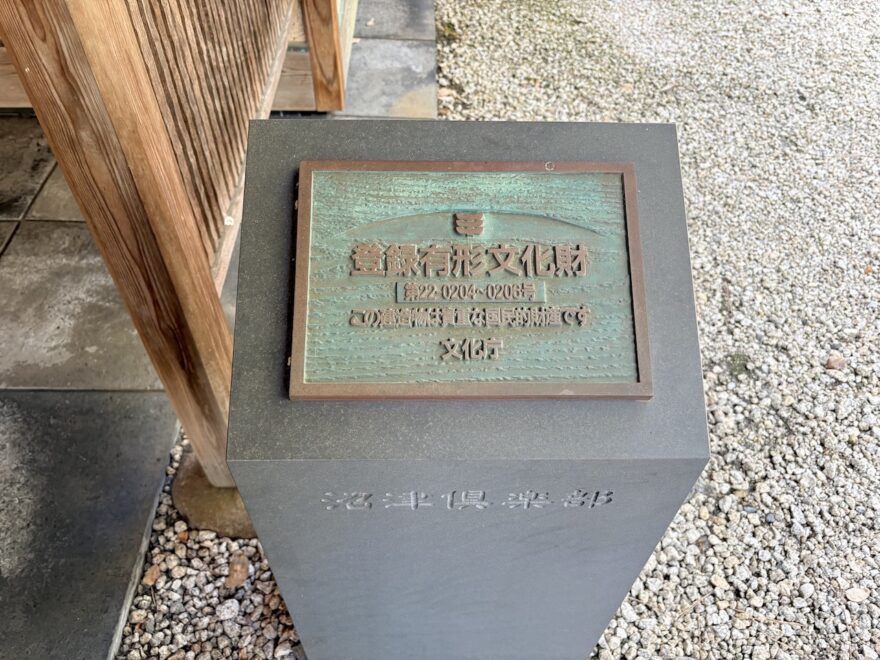 登録有形文化財
第22-0204~0206号
この建造物は貴重な国民的財産です
文化庁
沼津倶楽部